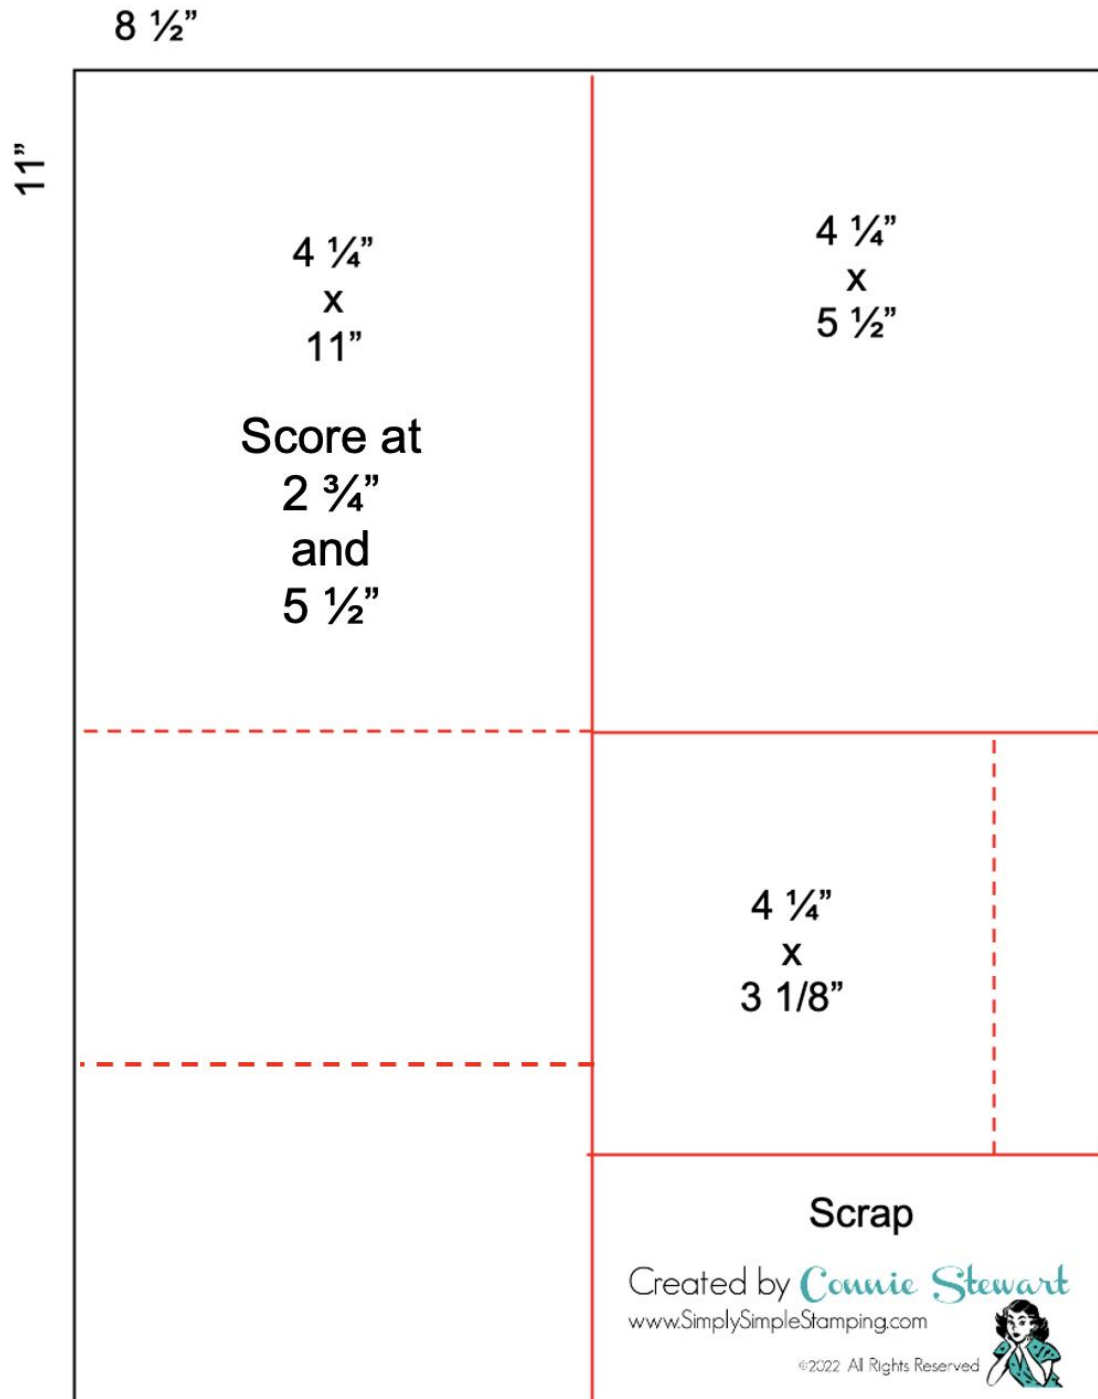 8 ½”
11”
4 ¼”
x
11”
Score at
2 ¾”
and
5 ½”
4 ¼”
x
5 ½”
4 ¼”
x
3 1/8”
Scrap
Created by Connie Stewart
www.SimplySimpleStamping.com
©2022 All Rights Reserved